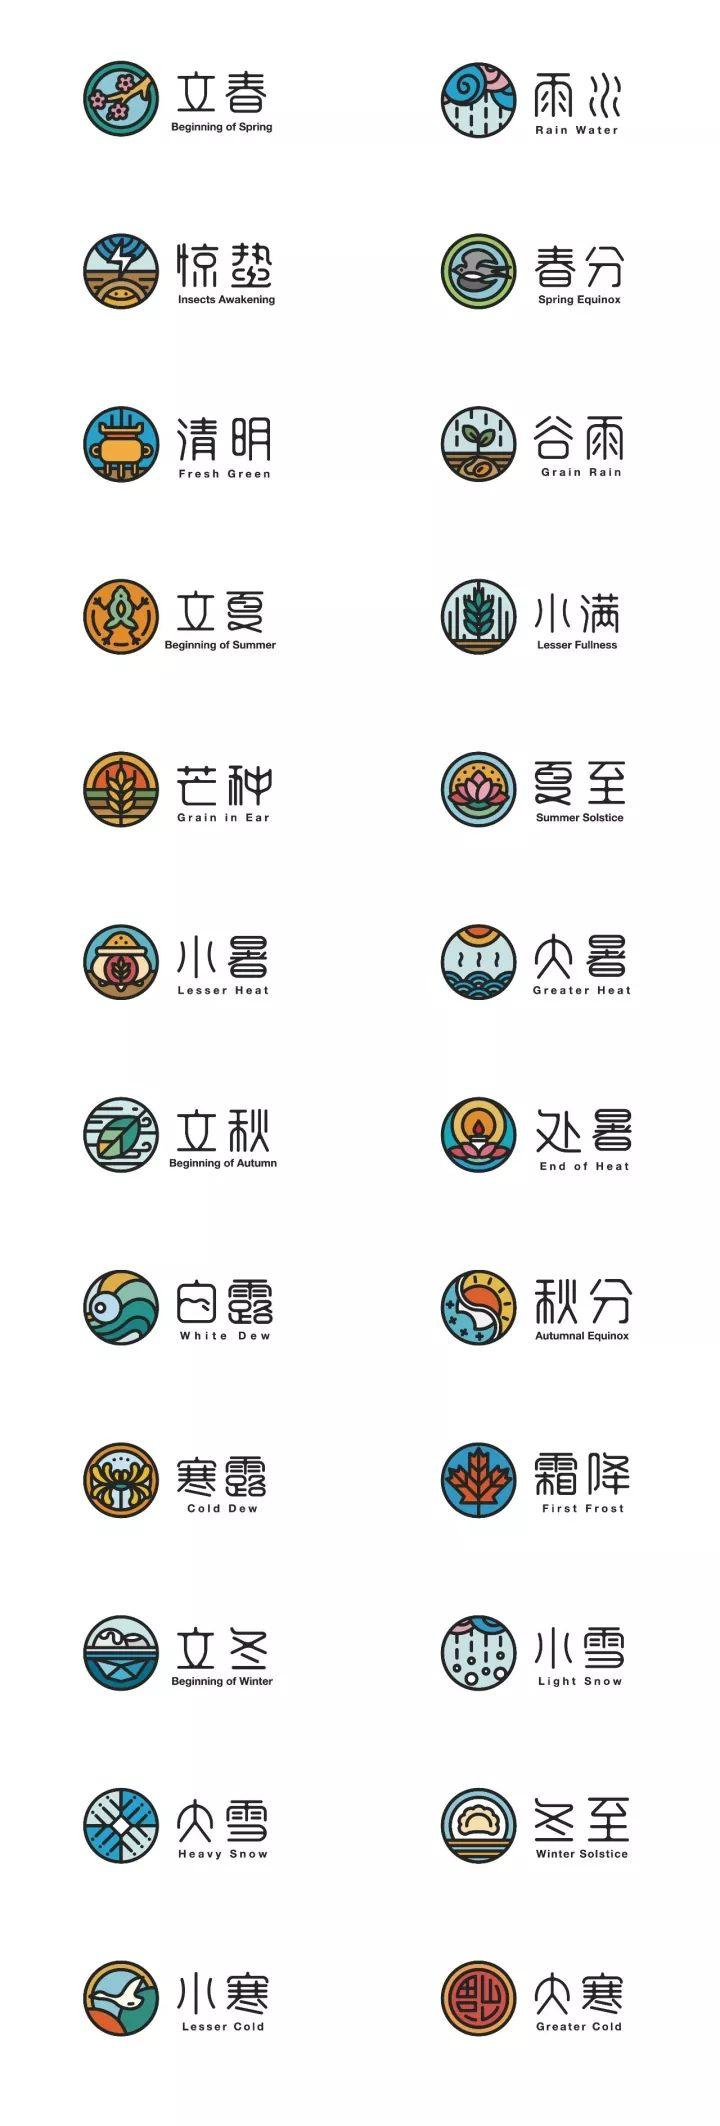 立春
Beginning of Spring
雨水
Rain Water
惊蛰
Insects Awakening
春分
Spring Equinox
清明
Fresh Green
谷雨
Grain Rain
立夏
Beginning of Summer
小满
Lesser Fullness
芒种
Grain in Ear
夏至
Summer Solstice
小暑
Lesser Heat
大暑
Greater Heat
立秋
Beginning of Autumn
处暑
End of Heat
白露
White Dew
秋分
Autumnal Equinox
寒露
Cold Dew
霜降
First Frost
立冬
Beginning of Winter
小雪
Light Snow
大雪
Heavy Snow
冬至
Winter Solstice
小寒
Lesser Cold
福
大寒
Greater Cold